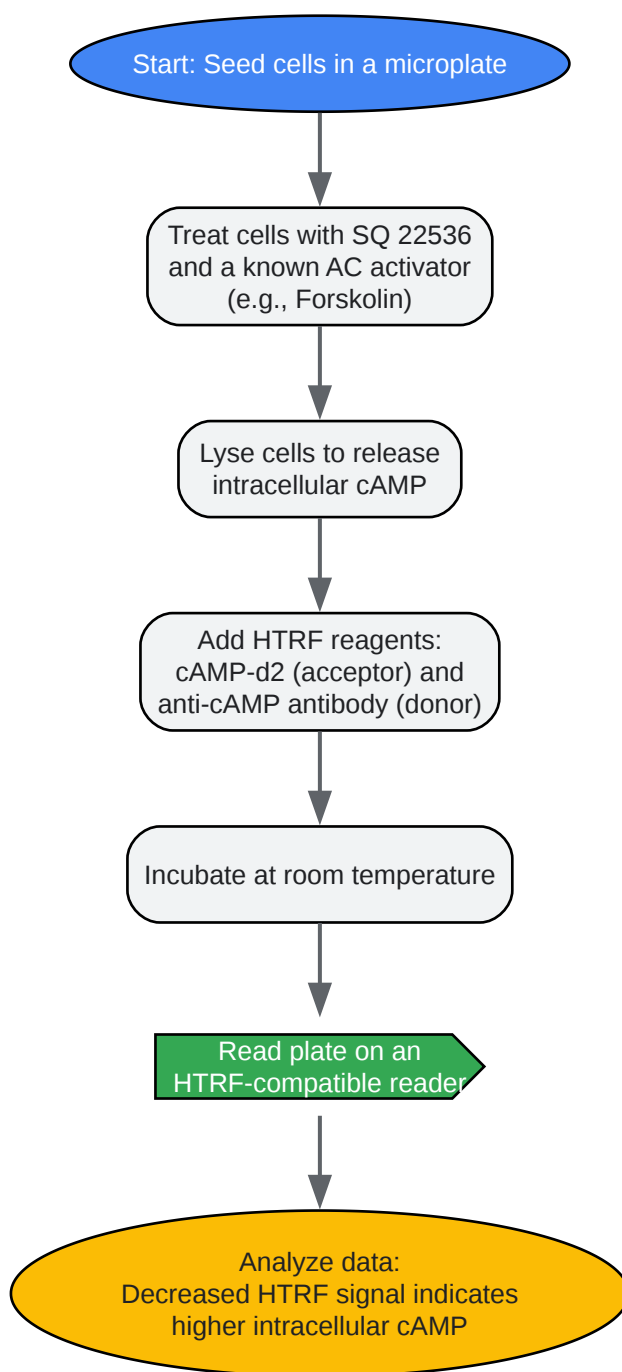 Start: Seed cells in a microplate
Treat cells with SQ 22536
and a known AC activator
(e.g., Forskolin)
Lyse cells to release
intracellular cAMP
Add HTRF reagents:
cAMP-d2 (acceptor) and
anti-cAMP antibody (donor)
Incubate at room temperature
Read plate on an
HTRF-compatible reader
Analyze data:
Decreased HTRF signal indicates
higher intracellular cAMP